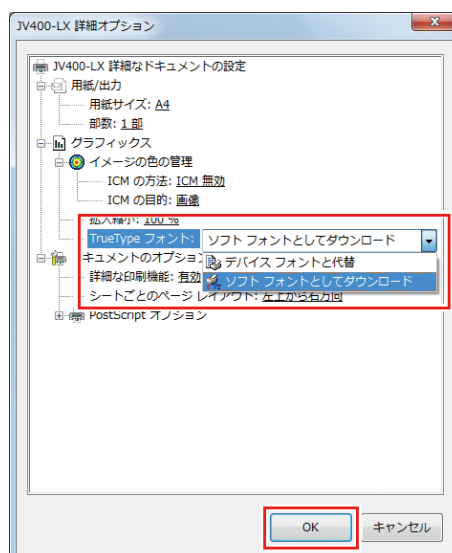 JV400-LX 詳細オプション
JV400-LX 詳細なドキュメントの設定
用紙/出力
用紙サイズ: A4
部数: 1 部
グラフィックス
イメージの色の管理
ICM の方法: ICM 無効
ICM の目的: 画像
拡大縮小: 100 %
TrueType フォント: ソフト フォントとしてダウンロード
キュメントのオプション
デバイス フォントと代替
詳細な印刷機能: 有効
ソフト フォントとしてダウンロード
シートごとのページ レイアウト: 左上から右方向
PostScript オプション
OK
キャンセル